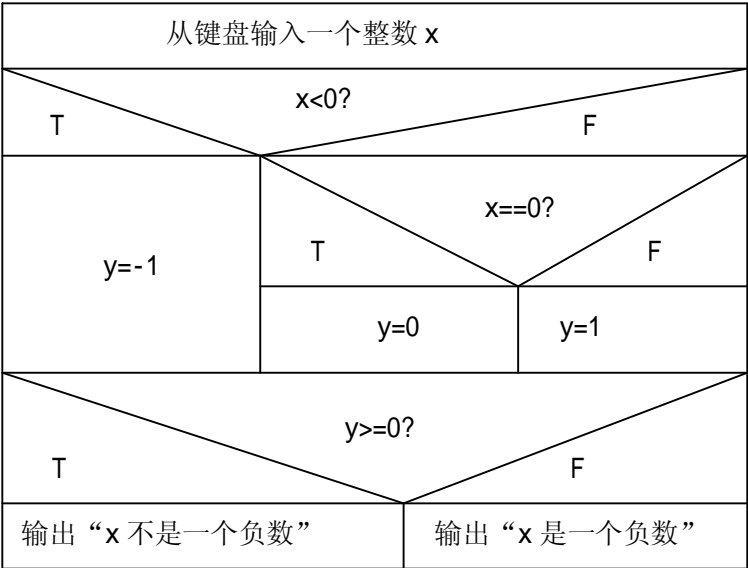 从键盘输入一个整数 x
x<0?
T
F
x==0?
T
F
y=-1
y=0
y=1
y>=0?
T
F
输出“x 不是一个负数”
输出“x 是一个负数”